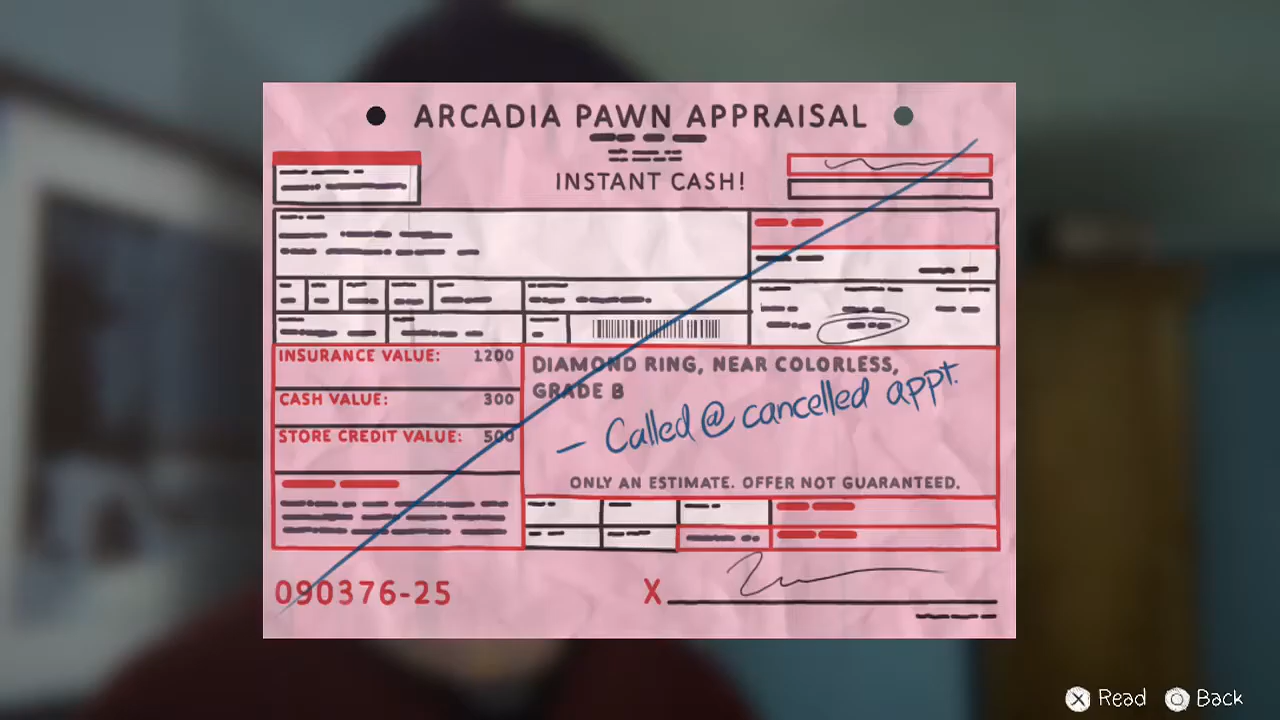 ARCADIA PAWN APPRAISAL
INSTANT CASH!
INSURANCE VALUE: 1200
CASH VALUE: 300
STORE CREDIT VALUE: 500
DIAMOND RING, NEAR COLORLESS,
GRADE B
– Called @ cancelled appt.
ONLY AN ESTIMATE. OFFER NOT GUARANTEED.
090376-25
X
Read
Back